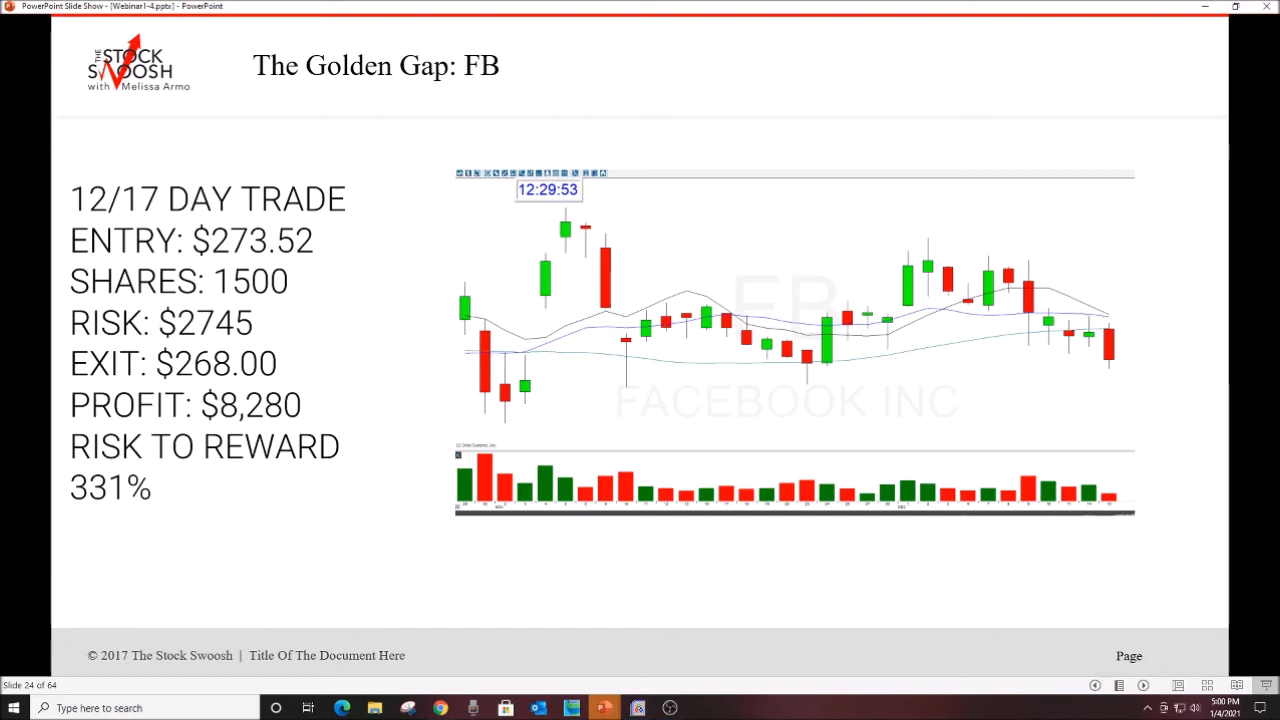 PowerPoint Slide Show - [Webinar1-4.pptx] - PowerPoint
THE
STOCK
SWOOSH
with Melissa Armo
The Golden Gap: FB
12/17 DAY TRADE
ENTRY: $273.52
SHARES: 1500
RISK: $2745
EXIT: $268.00
PROFIT: $8,280
RISK TO REWARD
331%
12:29:53
FB
FACEBOOK INC
© 2017 The Stock Swoosh | Title Of The Document Here
Page
Slide 24 of 64
Type here to search
5:00 PM
1/4/2021